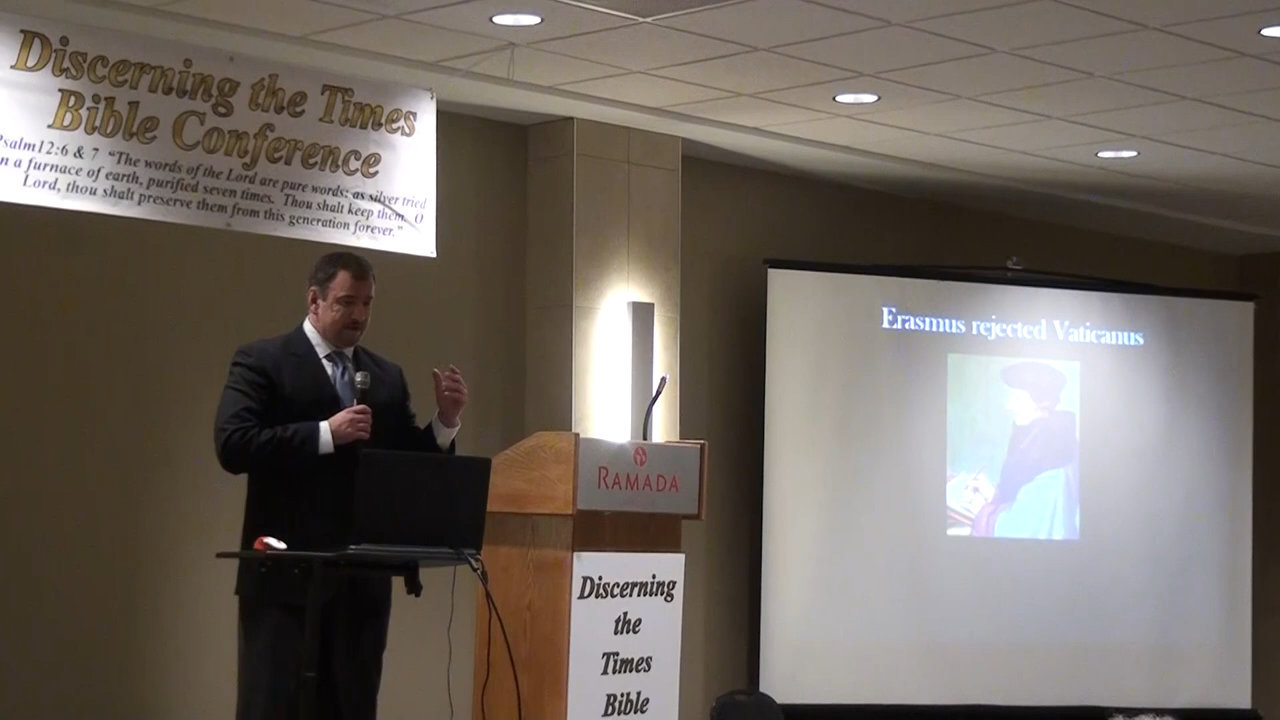 Discerning the Times
Bible Conference
Psalm12:6 & 7 "The words of the Lord are pure words: as silver tried
n a furnace of earth, purified seven times. Thou shalt keep them, O
Lord, thou shalt preserve them from this generation forever."
Erasmus rejected Vaticanus
RAMADA
Discerning
the
Times
Bible